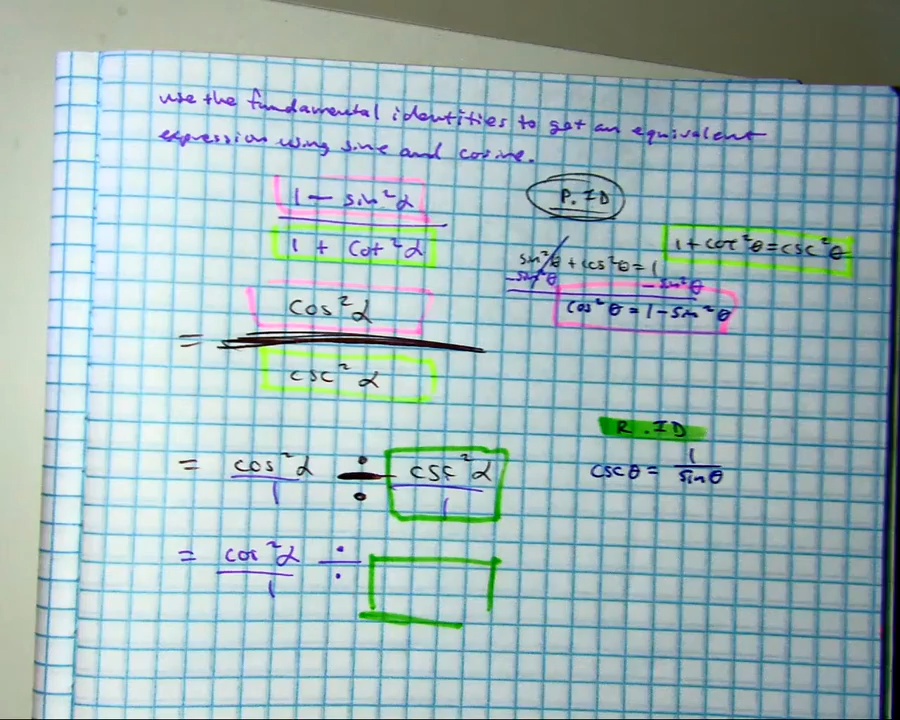 use the fundamental identities to get an equivalent
expression using sine and cosine.
1 − sin²α
1 + cot²α
P. ID
1 + cot²θ = csc²θ
sin²θ + cos²θ = 1
−sin²θ −sin²θ
cos²θ = 1 − sin²θ
cos²α
=
csc²α
R. ID
= cos²α/1 ÷ csc²α/1
cscθ = 1/sinθ
= cos²α/1 ÷